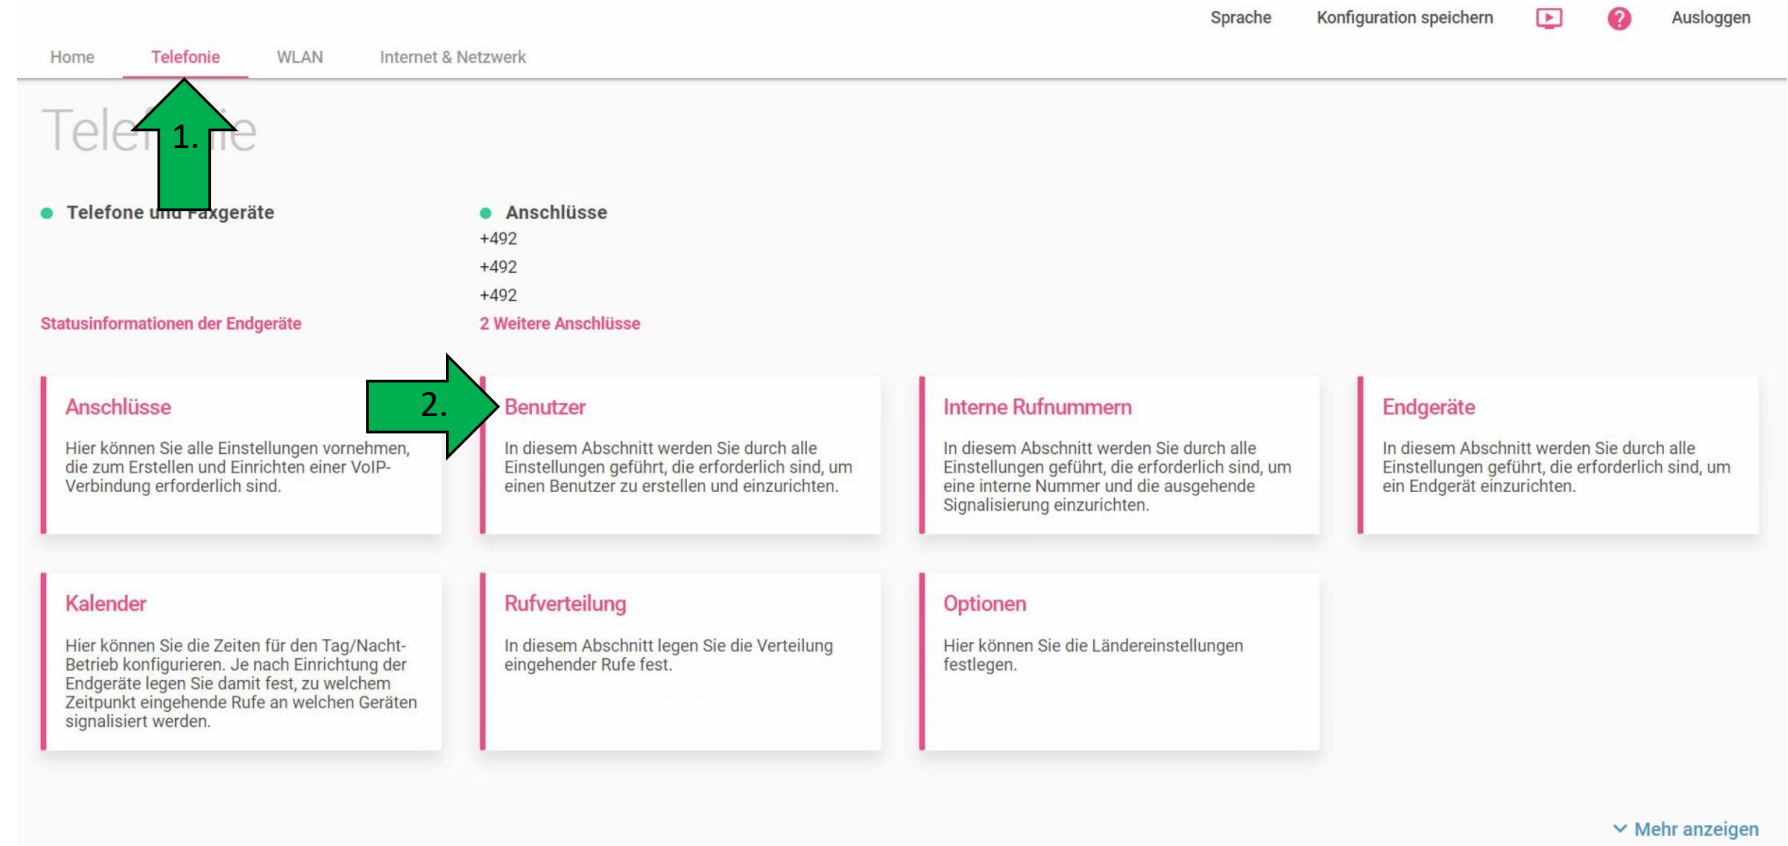 Sprache Konfiguration speichern ? Ausloggen
Home Telefonie WLAN Internet & Netzwerk
Telefonie
1.
Telefone und Faxgeräte
Statusinformationen der Endgeräte
Anschlüsse
+492
+492
+492
2 Weitere Anschlüsse
Anschlüsse
Hier können Sie alle Einstellungen vornehmen,
die zum Erstellen und Einrichten einer VoIP-
Verbindung erforderlich sind.
2.
Benutzer
In diesem Abschnitt werden Sie durch alle
Einstellungen geführt, die erforderlich sind, um
einen Benutzer zu erstellen und einzurichten.
Interne Rufnummern
In diesem Abschnitt werden Sie durch alle
Einstellungen geführt, die erforderlich sind, um
eine interne Nummer und die ausgehende
Signalisierung einzurichten.
Endgeräte
In diesem Abschnitt werden Sie durch alle
Einstellungen geführt, die erforderlich sind, um
ein Endgerät einzurichten.
Kalender
Hier können Sie die Zeiten für den Tag/Nacht-
Betrieb konfigurieren. Je nach Einrichtung der
Endgeräte legen Sie damit fest, zu welchem
Zeitpunkt eingehende Rufe an welchen Geräten
signalisiert werden.
Rufverteilung
In diesem Abschnitt legen Sie die Verteilung
eingehender Rufe fest.
Optionen
Hier können Sie die Ländereinstellungen
festlegen.
Mehr anzeigen